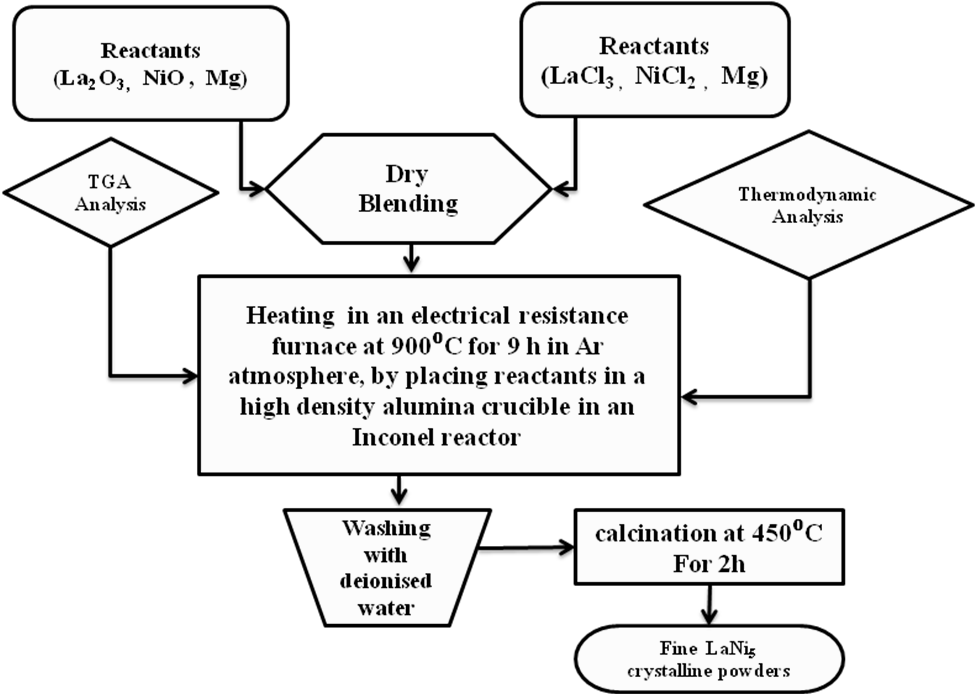 Reactants
(La₂O₃, NiO, Mg)
Reactants
(LaCl₃, NiCl₂, Mg)
TGA
Analysis
Dry
Blending
Thermodynamic
Analysis
Heating in an electrical resistance
furnace at 900⁰C for 9 h in Ar
atmosphere, by placing reactants in a
high density alumina crucible in an
Inconel reactor
Washing
with
deionised
water
calcination at 450⁰C
For 2h
Fine LaNi₅
crystalline powders